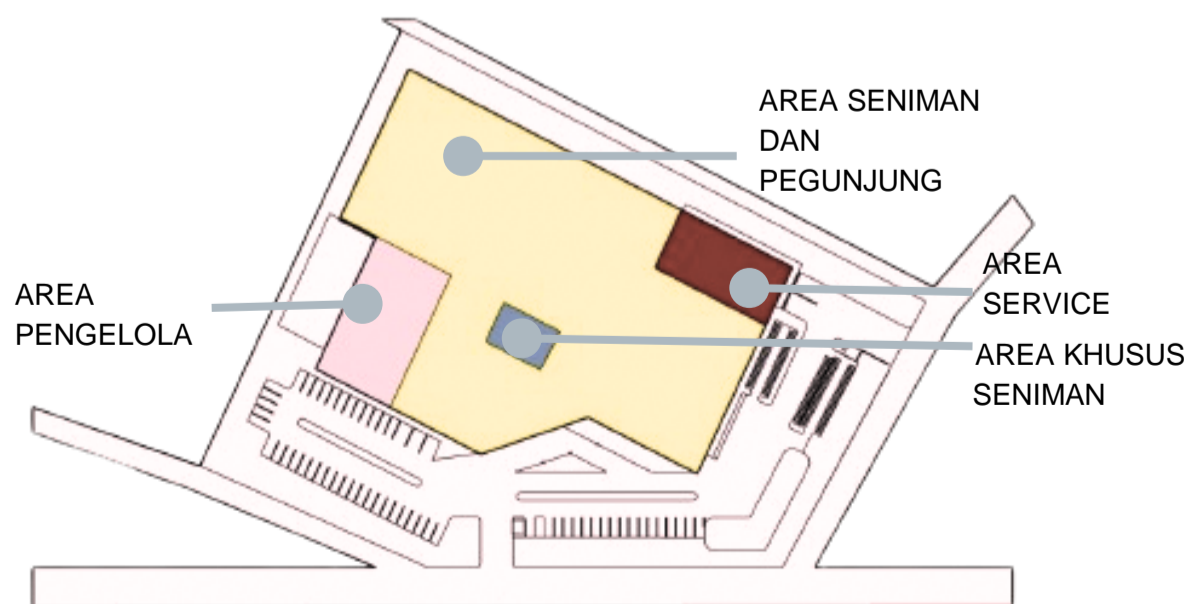 AREA SENIMAN
DAN
PEGUNJUNG
AREA
SERVICE
AREA
PENGELOLA
AREA KHUSUS
SENIMAN